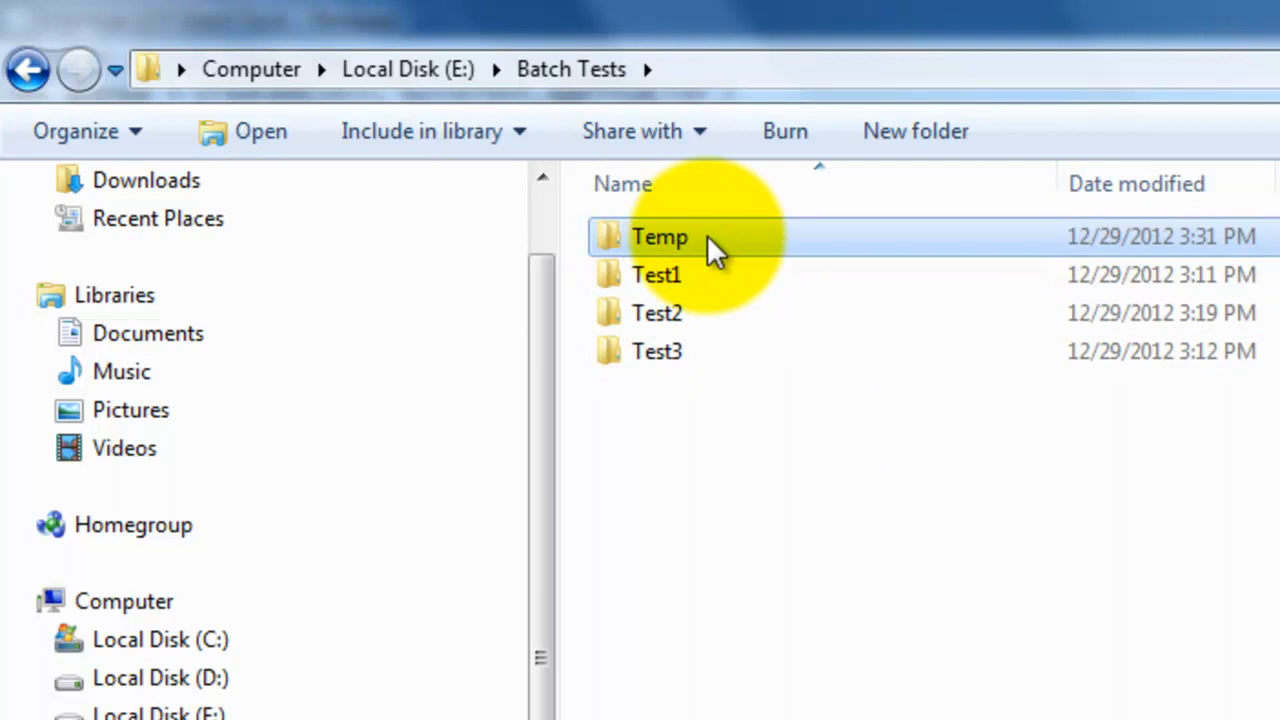 Computer Local Disk (E:) Batch Tests
Organize Open Include in library Share with Burn New folder
Downloads
Recent Places
Libraries
Documents
Music
Pictures
Videos
Homegroup
Computer
Local Disk (C:)
Local Disk (D:)
Local Disk (E:)
Name Date modified
Temp 12/29/2012 3:31 PM
Test1 12/29/2012 3:11 PM
Test2 12/29/2012 3:19 PM
Test3 12/29/2012 3:12 PM